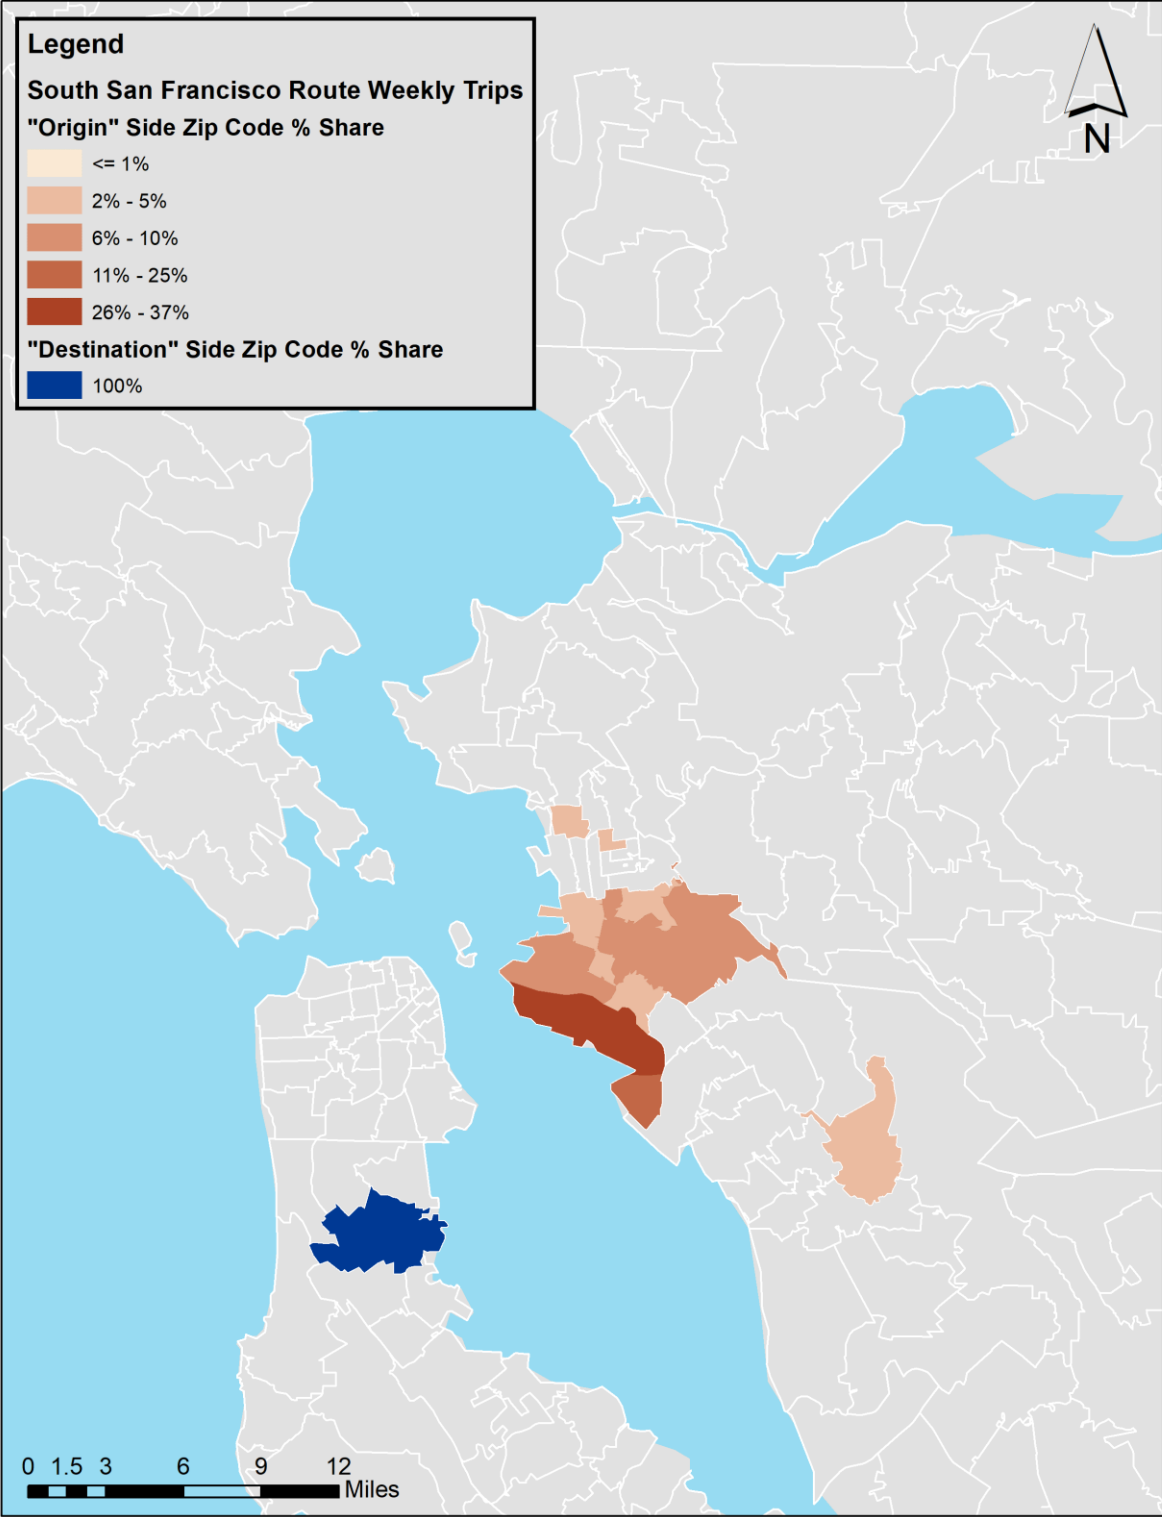 Legend
South San Francisco Route Weekly Trips
"Origin" Side Zip Code % Share
<= 1%
2% - 5%
6% - 10%
11% - 25%
26% - 37%
"Destination" Side Zip Code % Share
100%
N
0 1.5 3 6 9 12
Miles